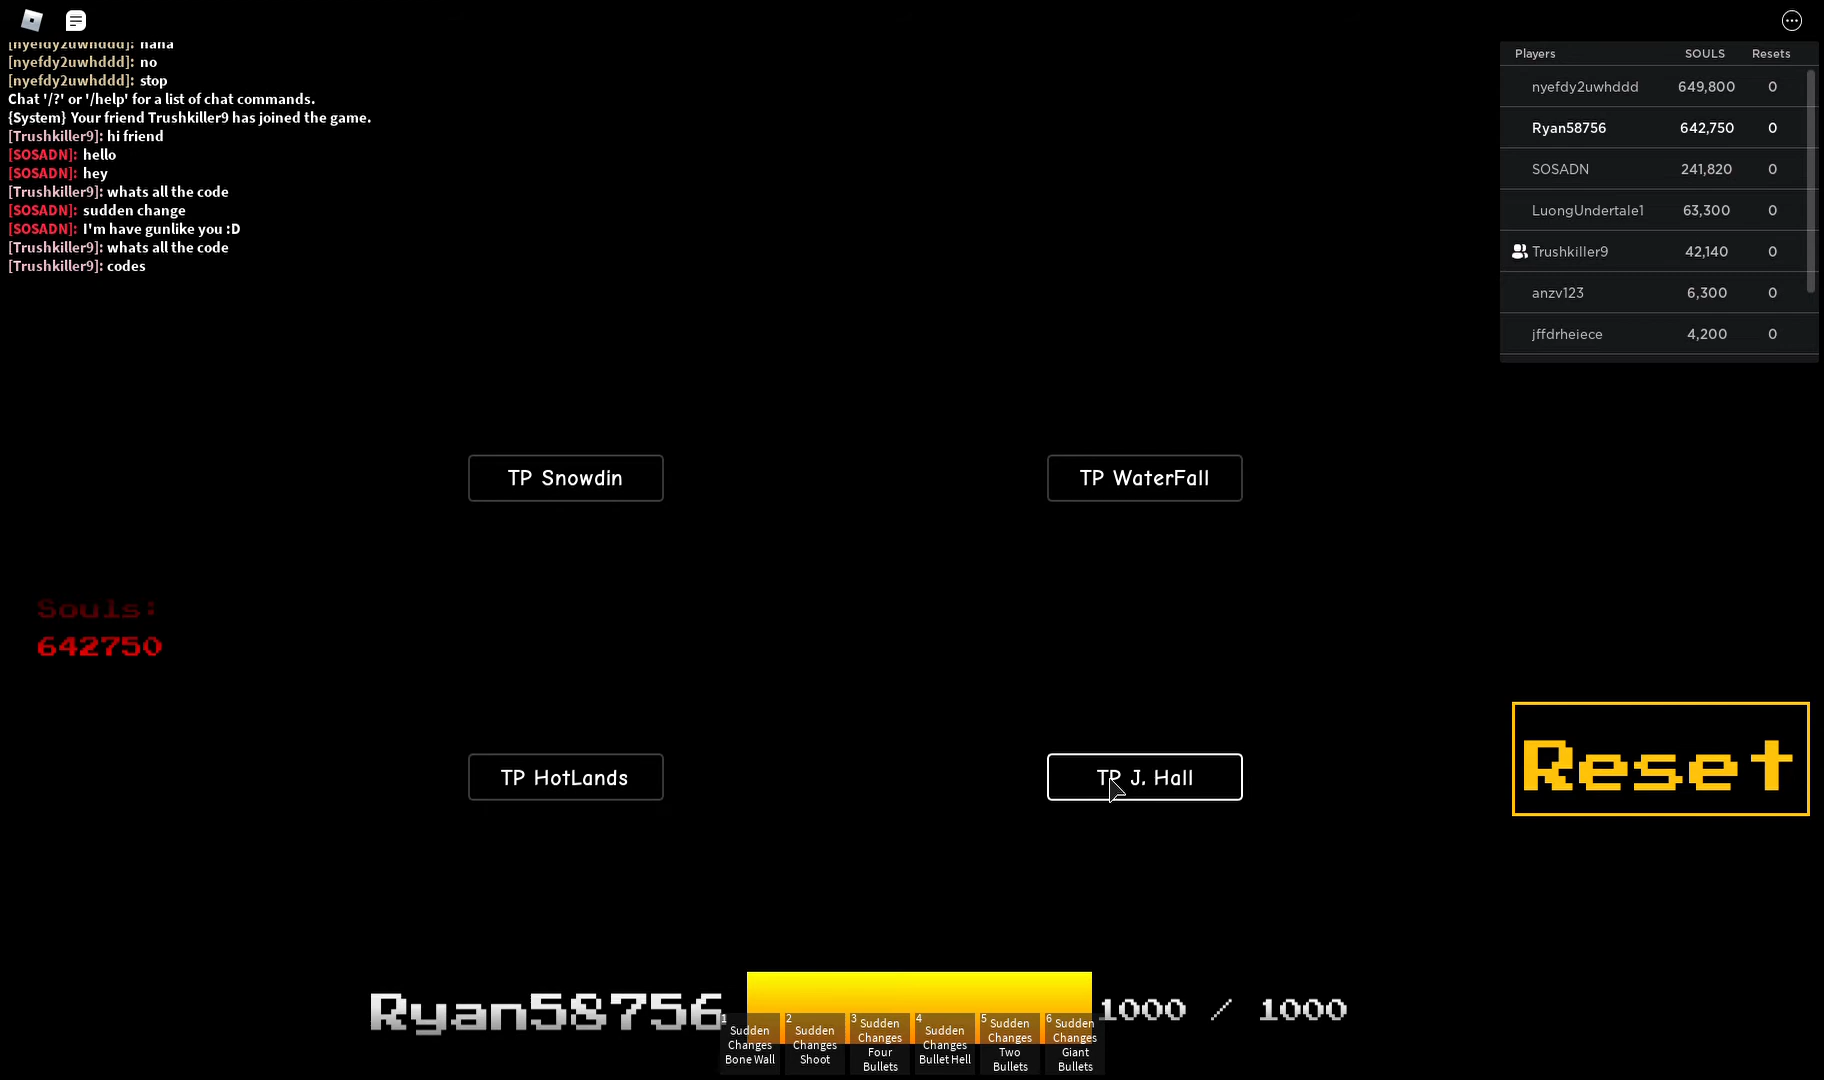 [nyefdy2uwhddd]: haha
[nyefdy2uwhddd]: no
[nyefdy2uwhddd]: stop
Chat '/?' or '/help' for a list of chat commands.
{System} Your friend Trushkiller9 has joined the game.
[Trushkiller9]: hi friend
[SOSADN]: hello
[SOSADN]: hey
[Trushkiller9]: whats all the code
[SOSADN]: sudden change
[SOSADN]: I'm have gunlike you :D
[Trushkiller9]: whats all the code
[Trushkiller9]: codes
Players SOULS Resets
nyefdy2uwhddd 649,800 0
Ryan58756 642,750 0
SOSADN 241,820 0
LuongUndertale1 63,300 0
Trushkiller9 42,140 0
anzv123 6,300 0
jffdrheiece 4,200 0
TP Snowdin
TP WaterFall
Souls:
642750
TP HotLands
TP J. Hall
Reset
Ryan58756
1000 / 1000
1 Sudden Changes Bone Wall
2 Sudden Changes Shoot
3 Sudden Changes Four Bullets
4 Sudden Changes Bullet Hell
5 Sudden Changes Two Bullets
6 Sudden Changes Giant Bullets